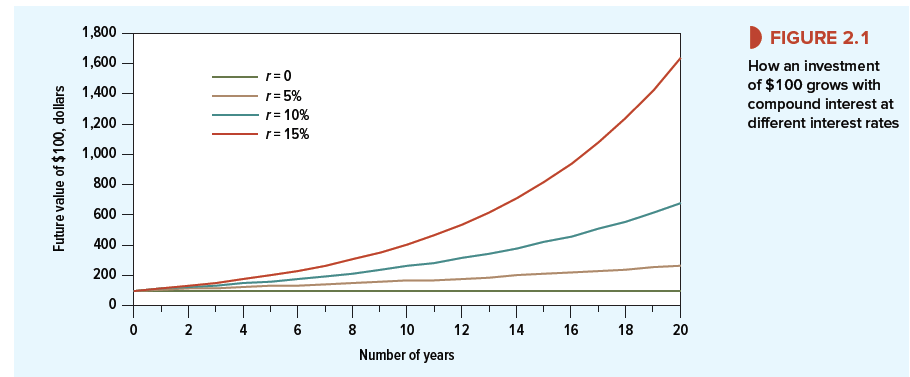 1,800
1,600
1,400
1,200
1,000
800
600
400
200
0
Future value of $100, dollars
r = 0
r = 5%
r = 10%
r = 15%
0 2 4 6 8 10 12 14 16 18 20
Number of years
FIGURE 2.1
How an investment
of $100 grows with
compound interest at
different interest rates